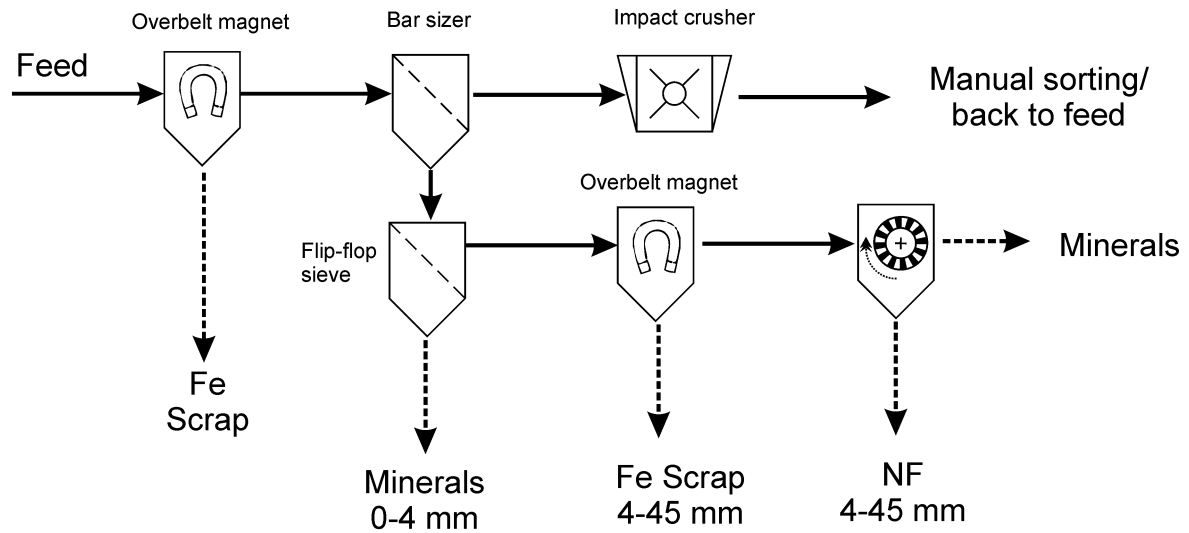 Overbelt magnet
Bar sizer
Impact crusher
Feed
Manual sorting/
back to feed
Overbelt magnet
Flip-flop
sieve
Minerals
Fe
Scrap
Minerals
0-4 mm
Fe Scrap
4-45 mm
NF
4-45 mm